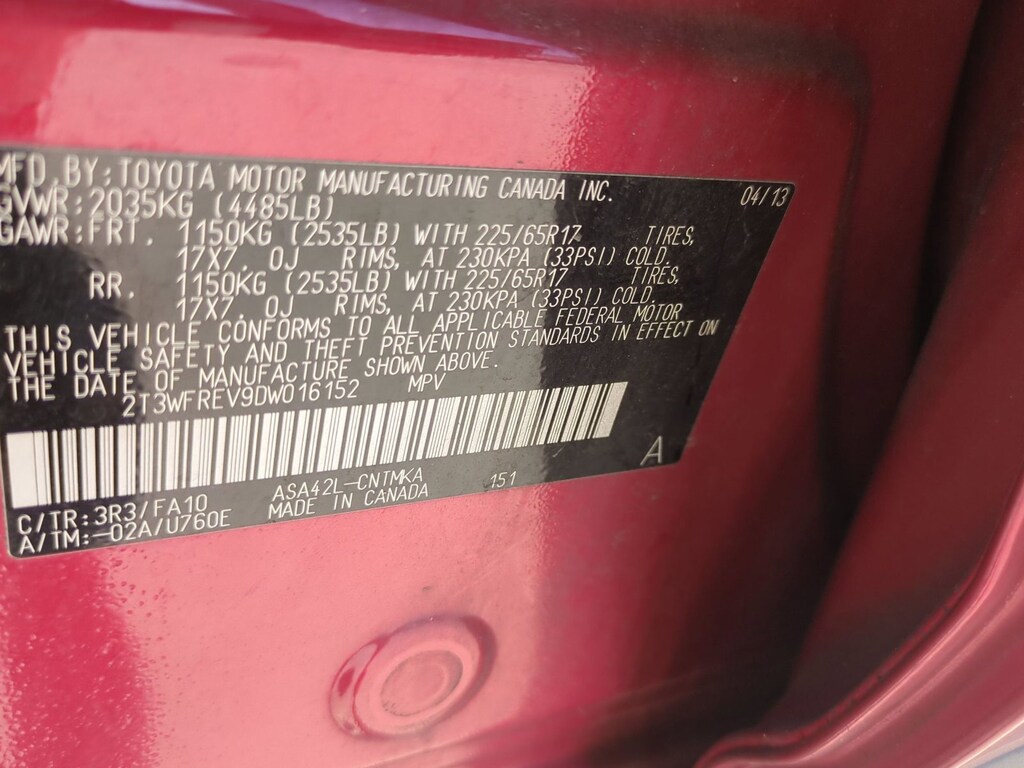 MFD. BY: TOYOTA MOTOR MANUFACTURING CANADA INC. 04/13
GVWR: 2035KG (4485LB)
GAWR: FRT. 1150KG (2535LB) WITH 225/65R17 TIRES,
17X7. 0J RIMS, AT 230KPA (33PSI) COLD.
RR. 1150KG (2535LB) WITH 225/65R17 TIRES,
17X7. 0J RIMS, AT 230KPA (33PSI) COLD.
THIS VEHICLE CONFORMS TO ALL APPLICABLE FEDERAL MOTOR
VEHICLE SAFETY AND THEFT PREVENTION STANDARDS IN EFFECT ON
THE DATE OF MANUFACTURE SHOWN ABOVE.
2T3WFREV9DW016152 MPV
A
C/TR: 3R3/FA10 ASA42L-CNTMKA 151
A/TM:-02A/U760E MADE IN CANADA